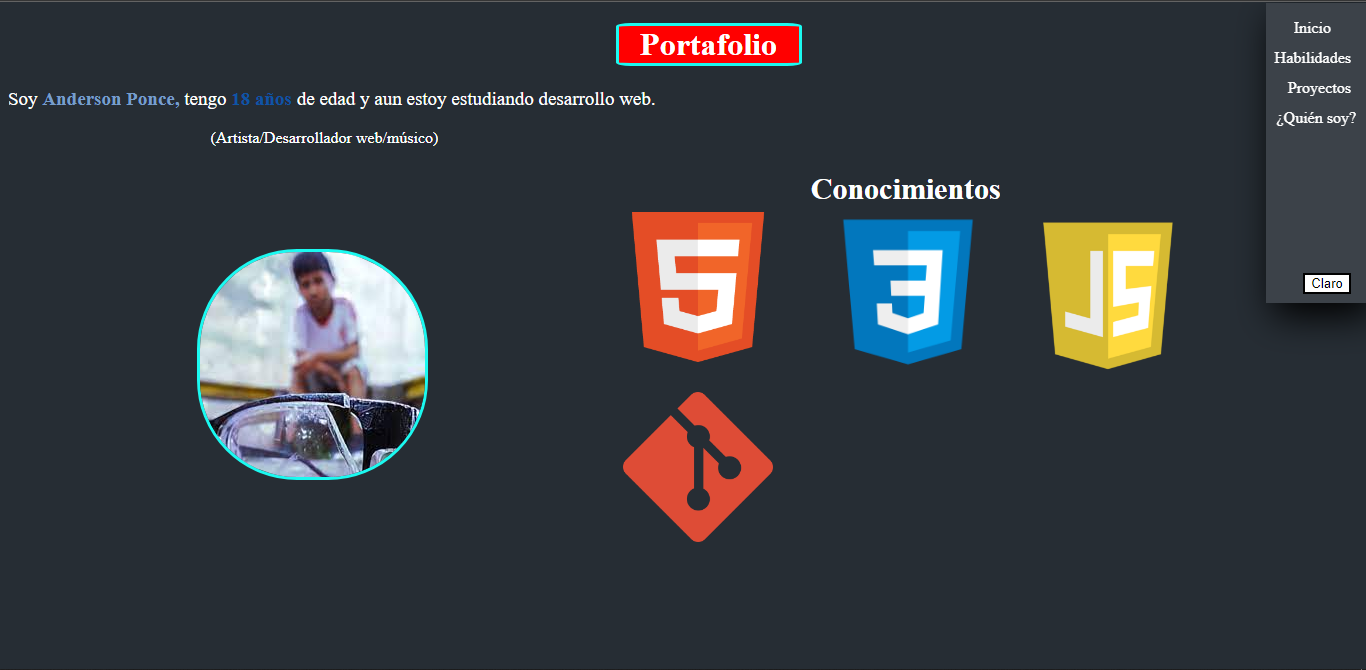 Portafolio
Inicio
Habilidades
Proyectos
¿Quién soy?
Claro
Soy Anderson Ponce, tengo 18 años de edad y aun estoy estudiando desarrollo web.
(Artista/Desarrollador web/músico)
Conocimientos
5
3
JS